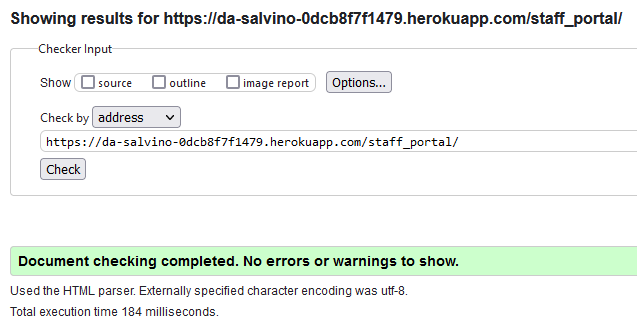 Showing results for https://da-salvino-0dcb8f7f1479.herokuapp.com/staff_portal/
Checker Input
Show source outline image report Options...
Check by address
https://da-salvino-0dcb8f7f1479.herokuapp.com/staff_portal/
Check
Document checking completed. No errors or warnings to show.
Used the HTML parser. Externally specified character encoding was utf-8.
Total execution time 184 milliseconds.